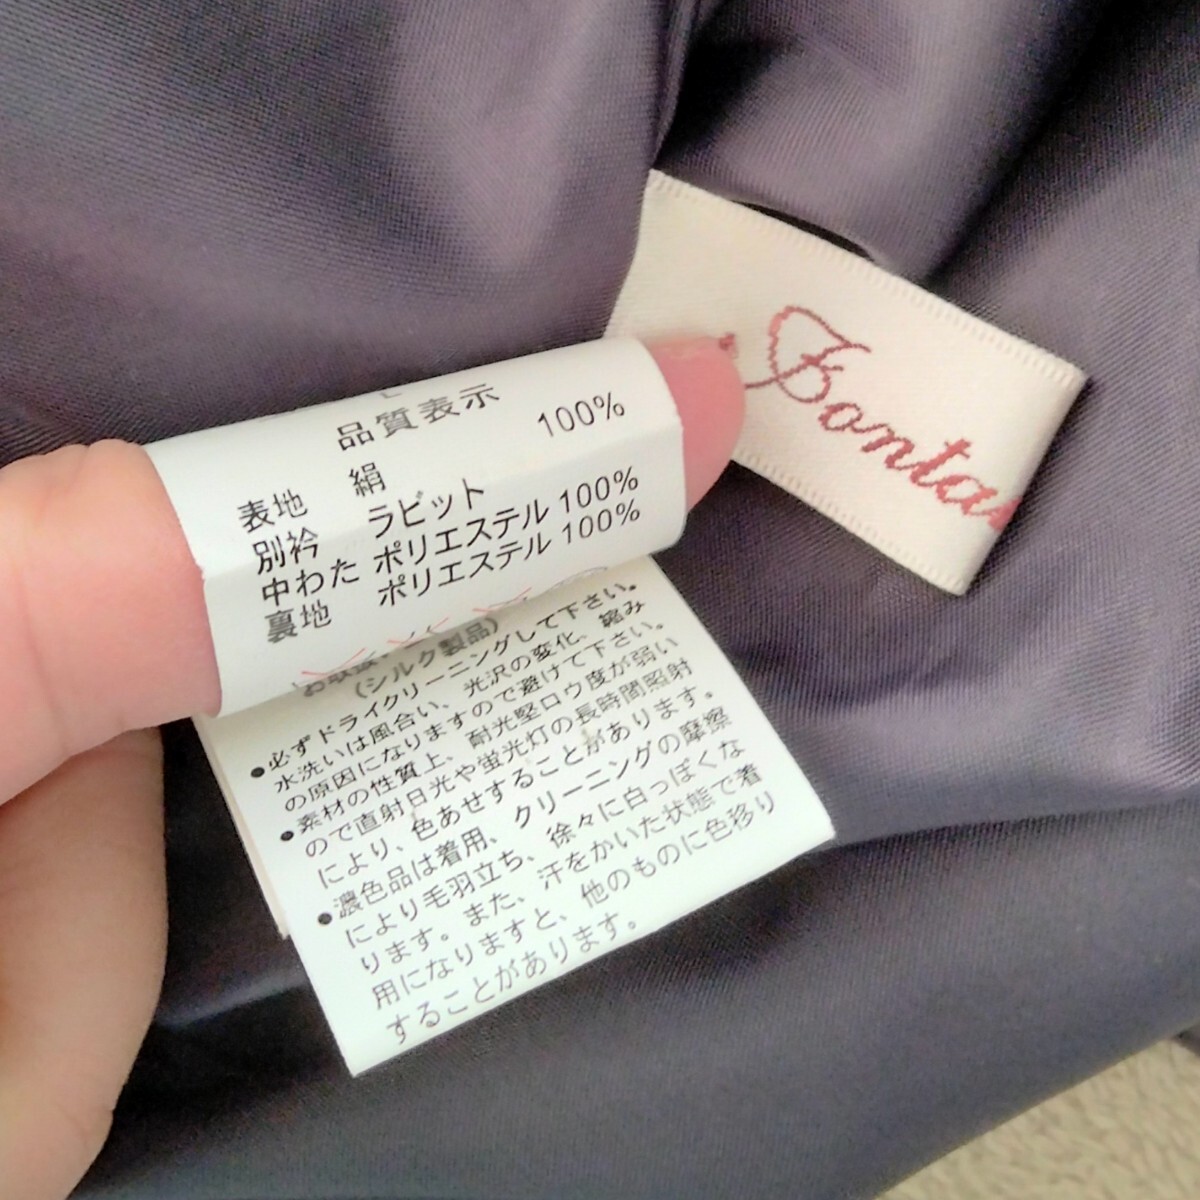 L
品質表示
表地 絹 100%
別衿 ラビット
中わた ポリエステル 100%
裏地 ポリエステル 100%
(シルク製品)
●必ずドライクリーニングして下さい。
水洗いは風合い、光沢の変化、縮み
の原因になりますので避けて下さい。
●素材の性質上、耐光堅ロウ度が弱い
ので直射日光や蛍光灯の長時間照射
により、色あせすることがあります。
●濃色品は着用、クリーニングの摩擦
により毛羽立ち、徐々に白っぽくな
ります。また、汗をかいた状態で着
用になりますと、他のものに色移り
することがあります。